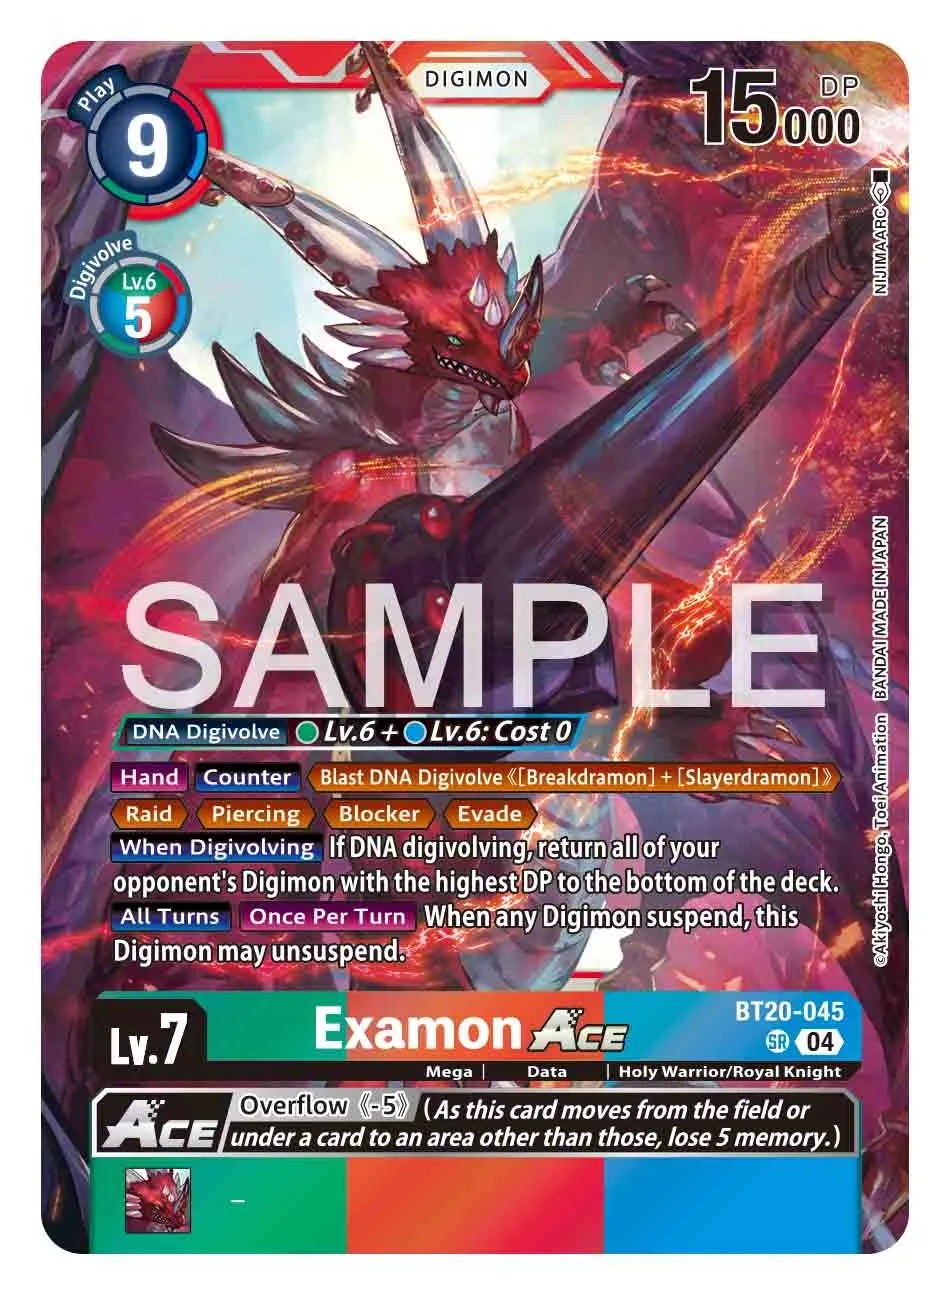 DIGIMON
Play
9
15000
DP
Digivolve
Lv.6
5
NIJIMAARC
SAMPLE
DNA Digivolve Lv.6 + Lv.6: Cost 0
Hand Counter Blast DNA Digivolve《[Breakdramon] + [Slayerdramon]》
Raid Piercing Blocker Evade
When Digivolving If DNA digivolving, return all of your
opponent's Digimon with the highest DP to the bottom of the deck.
All Turns Once Per Turn When any Digimon suspend, this
Digimon may unsuspend.
©Akiyoshi Hongo, Toei Animation BANDAI MADE IN JAPAN
Lv.7
Examon ACE
BT20-045
SR 04
Mega | Data | Holy Warrior/Royal Knight
ACE
Overflow《-5》 (As this card moves from the field or
under a card to an area other than those, lose 5 memory.)
–